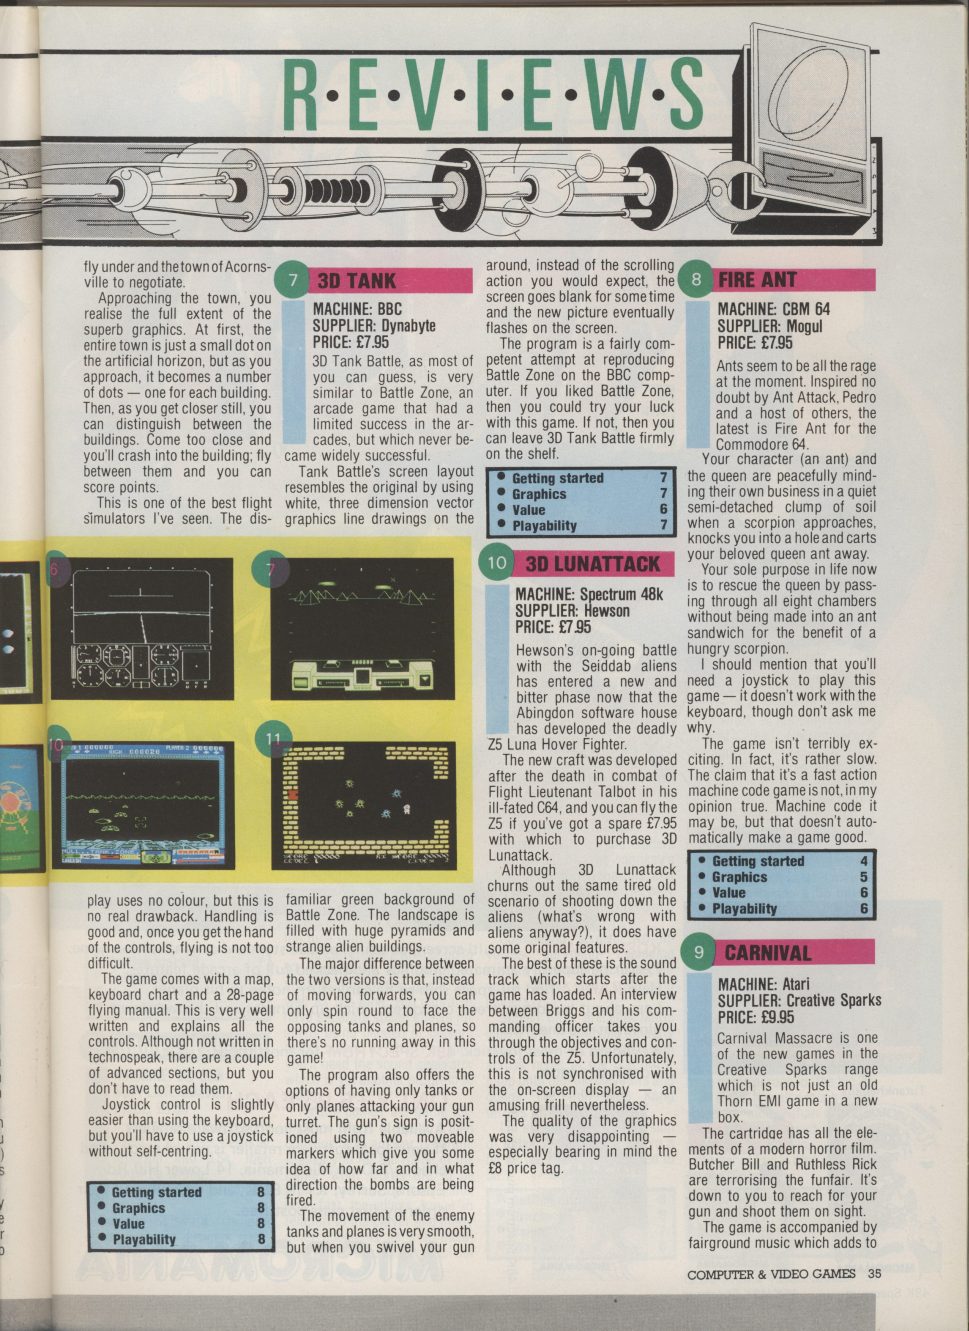 R·E·V·I·E·W·S
fly under and the town of Acorns-
ville to negotiate.
Approaching the town, you
realise the full extent of the
superb graphics. At first, the
entire town is just a small dot on
the artificial horizon, but as you
approach, it becomes a number
of dots — one for each building.
Then, as you get closer still, you
can distinguish between the
buildings. Come too close and
you'll crash into the building; fly
between them and you can
score points.
This is one of the best flight
simulators I've seen. The dis-
6
10
play uses no colour, but this is
no real drawback. Handling is
good and, once you get the hand
of the controls, flying is not too
difficult.
The game comes with a map,
keyboard chart and a 28-page
flying manual. This is very well
written and explains all the
controls. Although not written in
technospeak, there are a couple
of advanced sections, but you
don't have to read them.
Joystick control is slightly
easier than using the keyboard,
but you'll have to use a joystick
without self-centring.
• Getting started 8
• Graphics 8
• Value 8
• Playability 8
7 3D TANK
MACHINE: BBC
SUPPLIER: Dynabyte
PRICE: £7.95
3D Tank Battle, as most of
you can guess, is very
similar to Battle Zone, an
arcade game that had a
limited success in the ar-
cades, but which never be-
came widely successful.
Tank Battle's screen layout
resembles the original by using
white, three dimension vector
graphics line drawings on the
7
11
familiar green background of
Battle Zone. The landscape is
filled with huge pyramids and
strange alien buildings.
The major difference between
the two versions is that, instead
of moving forwards, you can
only spin round to face the
opposing tanks and planes, so
there's no running away in this
game!
The program also offers the
options of having only tanks or
only planes attacking your gun
turret. The gun's sign is posit-
ioned using two moveable
markers which give you some
idea of how far and in what
direction the bombs are being
fired.
The movement of the enemy
tanks and planes is very smooth,
but when you swivel your gun
around, instead of the scrolling
action you would expect, the
screen goes blank for some time
and the new picture eventually
flashes on the screen.
The program is a fairly com-
petent attempt at reproducing
Battle Zone on the BBC comp-
uter. If you liked Battle Zone,
then you could try your luck
with this game. If not, then you
can leave 3D Tank Battle firmly
on the shelf.
• Getting started 7
• Graphics 7
• Value 6
• Playability 7
10 3D LUNATTACK
MACHINE: Spectrum 48k
SUPPLIER: Hewson
PRICE: £7.95
Hewson's on-going battle
with the Seiddab aliens
has entered a new and
bitter phase now that the
Abingdon software house
has developed the deadly
Z5 Luna Hover Fighter.
The new craft was developed
after the death in combat of
Flight Lieutenant Talbot in his
ill-fated C64, and you can fly the
Z5 if you've got a spare £7.95
with which to purchase 3D
Lunattack.
Although 3D Lunattack
churns out the same tired old
scenario of shooting down the
aliens (what's wrong with
aliens anyway?), it does have
some original features.
The best of these is the sound
track which starts after the
game has loaded. An interview
between Briggs and his com-
manding officer takes you
through the objectives and con-
trols of the Z5. Unfortunately,
this is not synchronised with
the on-screen display — an
amusing frill nevertheless.
The quality of the graphics
was very disappointing —
especially bearing in mind the
£8 price tag.
8 FIRE ANT
MACHINE: CBM 64
SUPPLIER: Mogul
PRICE: £7.95
Ants seem to be all the rage
at the moment. Inspired no
doubt by Ant Attack, Pedro
and a host of others, the
latest is Fire Ant for the
Commodore 64.
Your character (an ant) and
the queen are peacefully mind-
ing their own business in a quiet
semi-detached clump of soil
when a scorpion approaches,
knocks you into a hole and carts
your beloved queen ant away.
Your sole purpose in life now
is to rescue the queen by pass-
ing through all eight chambers
without being made into an ant
sandwich for the benefit of a
hungry scorpion.
I should mention that you'll
need a joystick to play this
game — it doesn't work with the
keyboard, though don't ask me
why.
The game isn't terribly ex-
citing. In fact, it's rather slow.
The claim that it's a fast action
machine code game is not, in my
opinion true. Machine code it
may be, but that doesn't auto-
matically make a game good.
• Getting started 4
• Graphics 5
• Value 6
• Playability 6
9 CARNIVAL
MACHINE: Atari
SUPPLIER: Creative Sparks
PRICE: £9.95
Carnival Massacre is one
of the new games in the
Creative Sparks range
which is not just an old
Thorn EMI game in a new
box.
The cartridge has all the ele-
ments of a modern horror film.
Butcher Bill and Ruthless Rick
are terrorising the funfair. It's
down to you to reach for your
gun and shoot them on sight.
The game is accompanied by
fairground music which adds to
COMPUTER & VIDEO GAMES 35